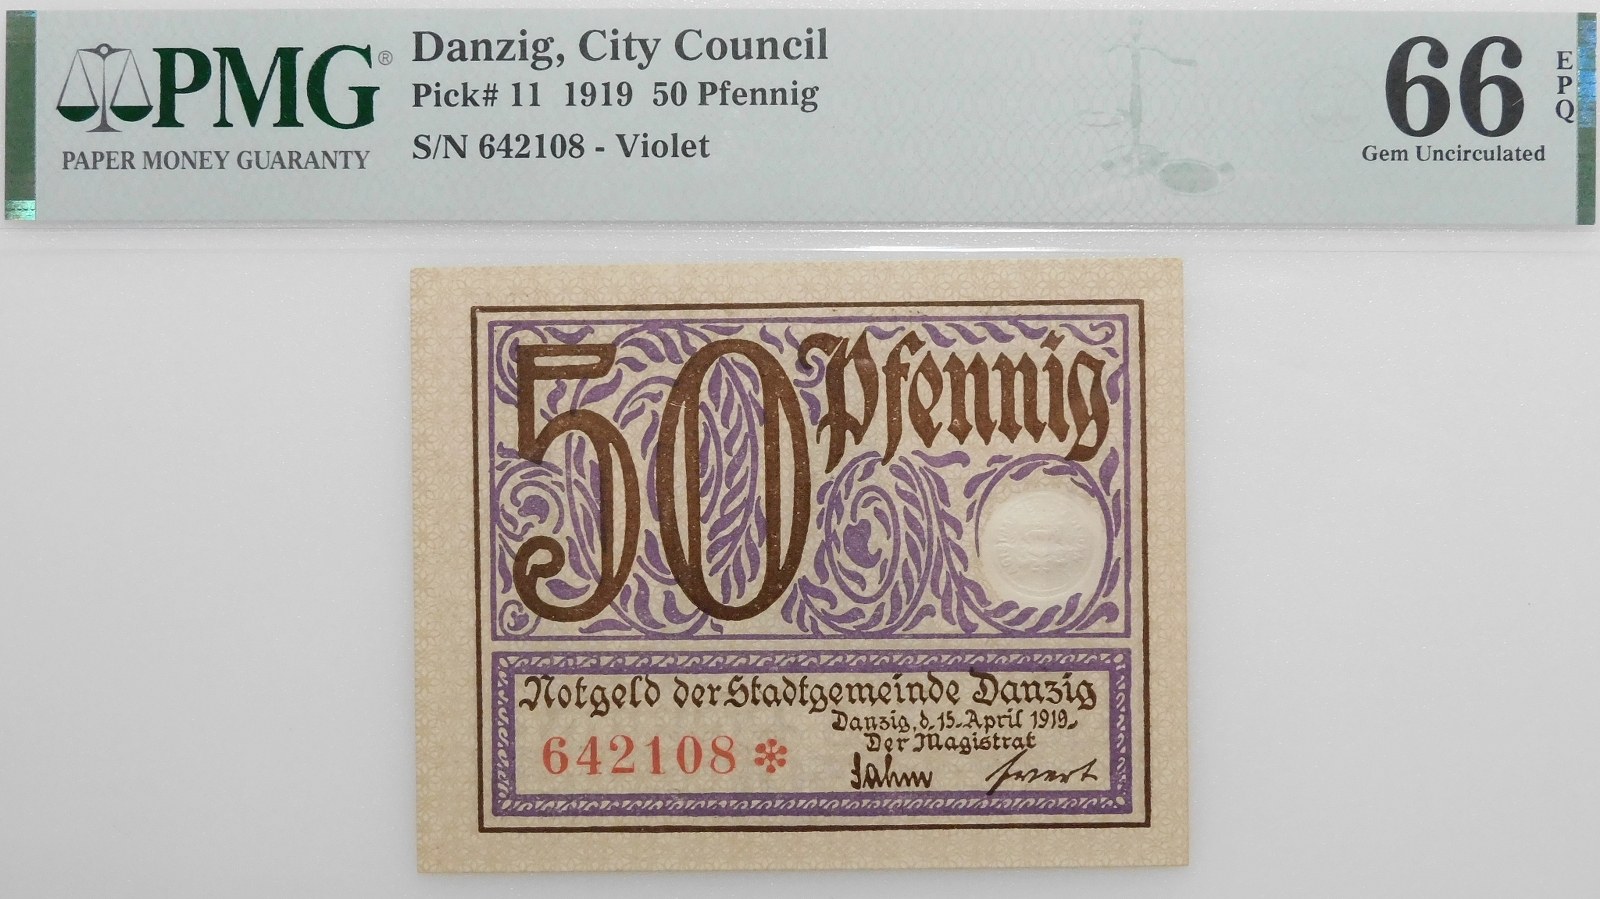 PMG®
PAPER MONEY GUARANTY
Danzig, City Council
Pick# 11 1919 50 Pfennig
S/N 642108 - Violet
66 EPQ
Gem Uncirculated
50 Pfennig
Notgeld der Stadtgemeinde Danzig
Danzig, d. 15. April 1919.
Der Magistrat
642108 *